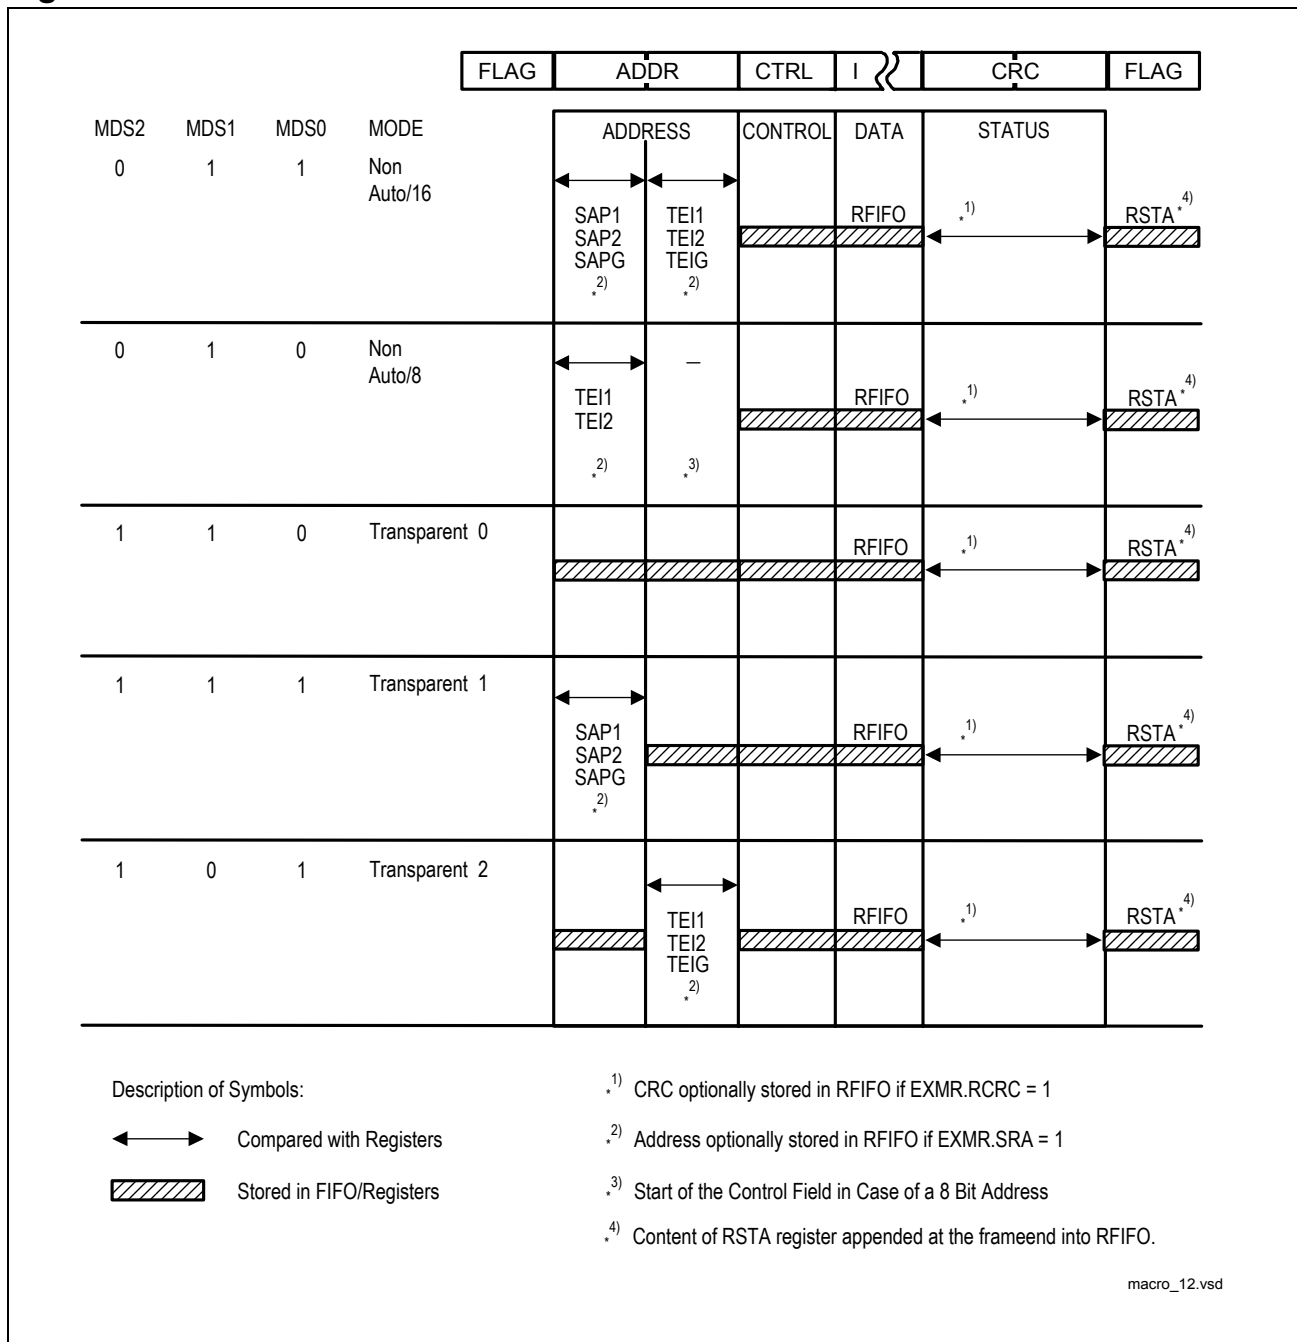 FLAG ADDR CTRL I CRC FLAG
MDS2 MDS1 MDS0 MODE ADDRESS CONTROL DATA STATUS
0 1 1 Non
Auto/16
SAP1 TEI1 RFIFO *1) RSTA*4)
SAP2 TEI2
SAPG TEIG
*2) *2)
0 1 0 Non –
Auto/8
TEI1 RFIFO *1) RSTA*4)
TEI2
*2) *3)
1 1 0 Transparent 0
RFIFO *1) RSTA*4)
1 1 1 Transparent 1
SAP1 RFIFO *1) RSTA*4)
SAP2
SAPG
*2)
1 0 1 Transparent 2
TEI1 RFIFO *1) RSTA*4)
TEI2
TEIG
*2)
Description of Symbols: *1) CRC optionally stored in RFIFO if EXMR.RCRC = 1
Compared with Registers *2) Address optionally stored in RFIFO if EXMR.SRA = 1
Stored in FIFO/Registers *3) Start of the Control Field in Case of a 8 Bit Address
*4) Content of RSTA register appended at the frameend into RFIFO.
macro_12.vsd